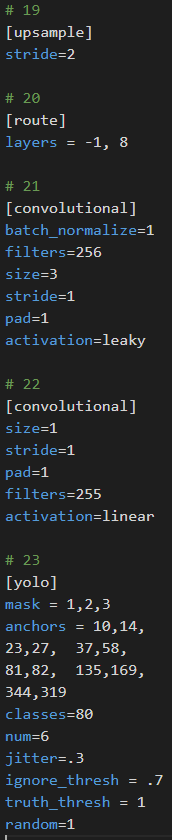 # 19
[upsample]
stride=2
# 20
[route]
layers = -1, 8
# 21
[convolutional]
batch_normalize=1
filters=256
size=3
stride=1
pad=1
activation=leaky
# 22
[convolutional]
size=1
stride=1
pad=1
filters=255
activation=linear
# 23
[yolo]
mask = 1,2,3
anchors = 10,14,
23,27,  37,58,
81,82,  135,169,
344,319
classes=80
num=6
jitter=.3
ignore_thresh = .7
truth_thresh = 1
random=1